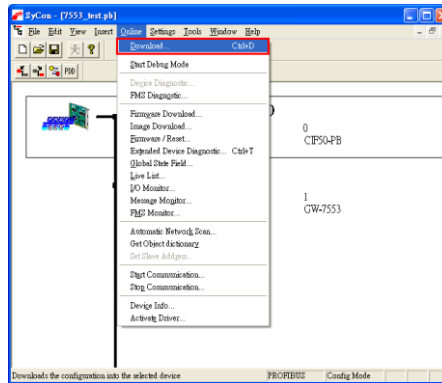 SyCon - [7553_test.pb]
File Edit View Insert Online Settings Tools Window Help
Download... Ctrl+D
Start Debug Mode
Device Diagnostic...
FMS Diagnostic...
Firmware Download...
Image Download...
Firmware / Reset...
Extended Device Diagnostic... Ctrl+T
Global State Field...
Live List...
I/O Monitor...
Message Monitor...
FMS Monitor...
Automatic Network Scan...
Get Object dictionary
Set Slave Address...
Start Communication...
Stop Communication...
Device Info...
Activate Driver...
PDO
)
0
CIF50-PB
1
GW-7553
Downloads the configuration into the selected device PROFIBUS Config Mode